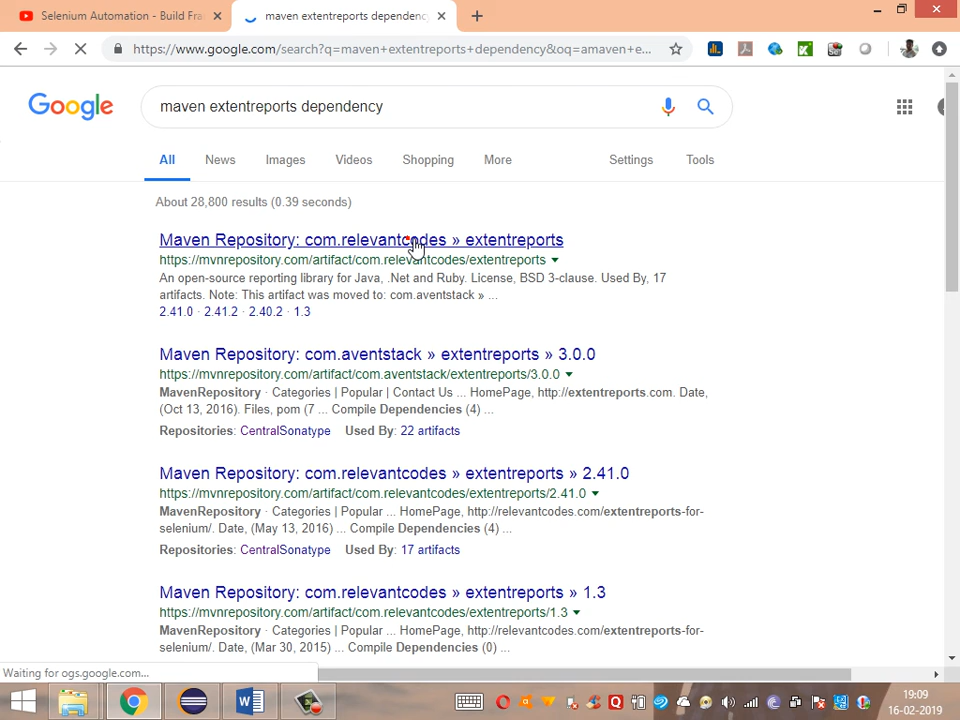 Selenium Automation - Build Fra
maven extentreports dependency
https://www.google.com/search?q=maven+extentreports+dependency&oq=amaven+e...
Google
maven extentreports dependency
All News Images Videos Shopping More Settings Tools
About 28,800 results (0.39 seconds)
Maven Repository: com.relevantcodes » extentreports
https://mvnrepository.com/artifact/com.relevantcodes/extentreports
An open-source reporting library for Java, .Net and Ruby. License, BSD 3-clause. Used By, 17
artifacts. Note: This artifact was moved to: com.aventstack » ...
2.41.0 · 2.41.2 · 2.40.2 · 1.3
Maven Repository: com.aventstack » extentreports » 3.0.0
https://mvnrepository.com/artifact/com.aventstack/extentreports/3.0.0
MavenRepository · Categories | Popular | Contact Us ... HomePage, http://extentreports.com. Date,
(Oct 13, 2016). Files, pom (7 ... Compile Dependencies (4) ...
Repositories: CentralSonatype Used By: 22 artifacts
Maven Repository: com.relevantcodes » extentreports » 2.41.0
https://mvnrepository.com/artifact/com.relevantcodes/extentreports/2.41.0
MavenRepository · Categories | Popular ... HomePage, http://relevantcodes.com/extentreports-for-
selenium/. Date, (May 13, 2016) ... Compile Dependencies (4) ...
Repositories: CentralSonatype Used By: 17 artifacts
Maven Repository: com.relevantcodes » extentreports » 1.3
https://mvnrepository.com/artifact/com.relevantcodes/extentreports/1.3
MavenRepository · Categories | Popular ... HomePage, http://relevantcodes.com/extentreports-for-
selenium/. Date, (Mar 30, 2015) ... Compile Dependencies (0) ...
Waiting for ogs.google.com...
19:09
16-02-2019